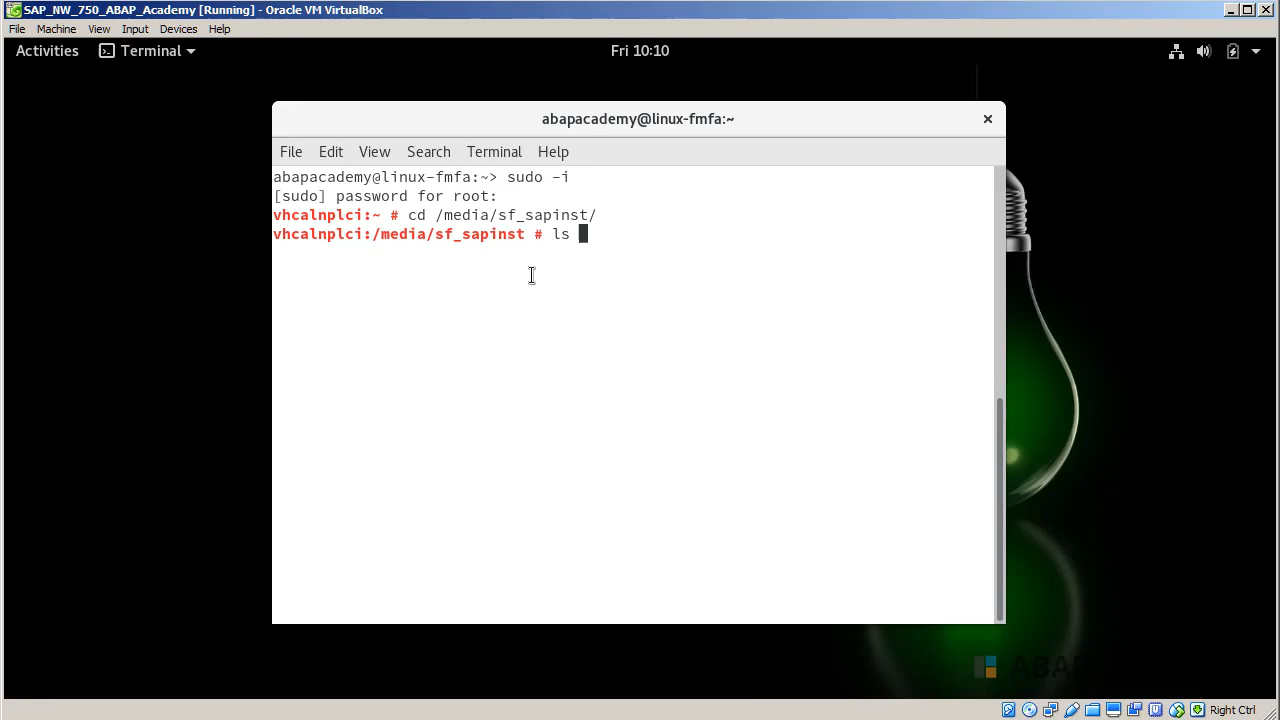 SAP_NW_750_ABAP_Academy [Running] - Oracle VM VirtualBox
File Machine View Input Devices Help
Activities Terminal Fri 10:10
abapacademy@linux-fmfa:~
File Edit View Search Terminal Help
abapacademy@linux-fmfa:~> sudo -i
[sudo] password for root:
vhcalnplci:~ # cd /media/sf_sapinst/
vhcalnplci:/media/sf_sapinst # ls
Right Ctrl